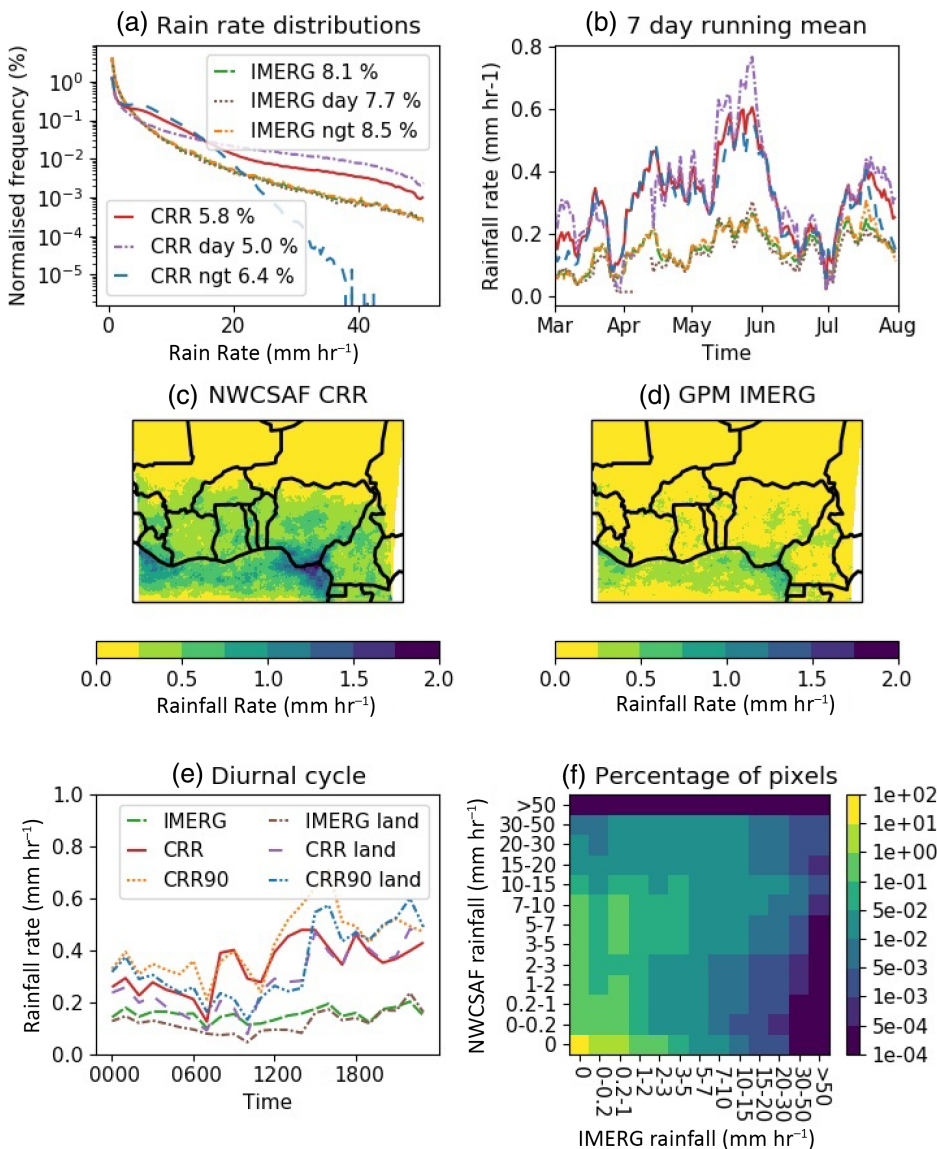 (a) Rain rate distributions
Normalised frequency (%)
10⁰
10⁻¹
10⁻²
10⁻³
10⁻⁴
10⁻⁵
IMERG 8.1 %
IMERG day 7.7 %
IMERG ngt 8.5 %
CRR 5.8 %
CRR day 5.0 %
CRR ngt 6.4 %
0 20 40
Rain Rate (mm hr⁻¹)
(b) 7 day running mean
Rainfall rate (mm hr-1)
0.8
0.6
0.4
0.2
0.0
Mar Apr May Jun Jul Aug
Time
(c) NWCSAF CRR
0.0 0.5 1.0 1.5 2.0
Rainfall Rate (mm hr⁻¹)
(d) GPM IMERG
0.0 0.5 1.0 1.5 2.0
Rainfall Rate (mm hr⁻¹)
(e) Diurnal cycle
Rainfall rate (mm hr⁻¹)
1.0
0.8
0.6
0.4
0.2
0.0
IMERG
CRR
CRR90
IMERG land
CRR land
CRR90 land
0000 0600 1200 1800
Time
(f) Percentage of pixels
NWCSAF rainfall (mm hr⁻¹)
>50
30-50
20-30
15-20
10-15
7-10
5-7
3-5
2-3
1-2
0.2-1
0-0.2
0
0
0-0.2
0.2-1
1-2
2-3
3-5
5-7
7-10
10-15
15-20
20-30
30-50
>50
IMERG rainfall (mm hr⁻¹)
1e+02
1e+01
1e+00
1e-01
5e-02
1e-02
5e-03
1e-03
5e-04
1e-04